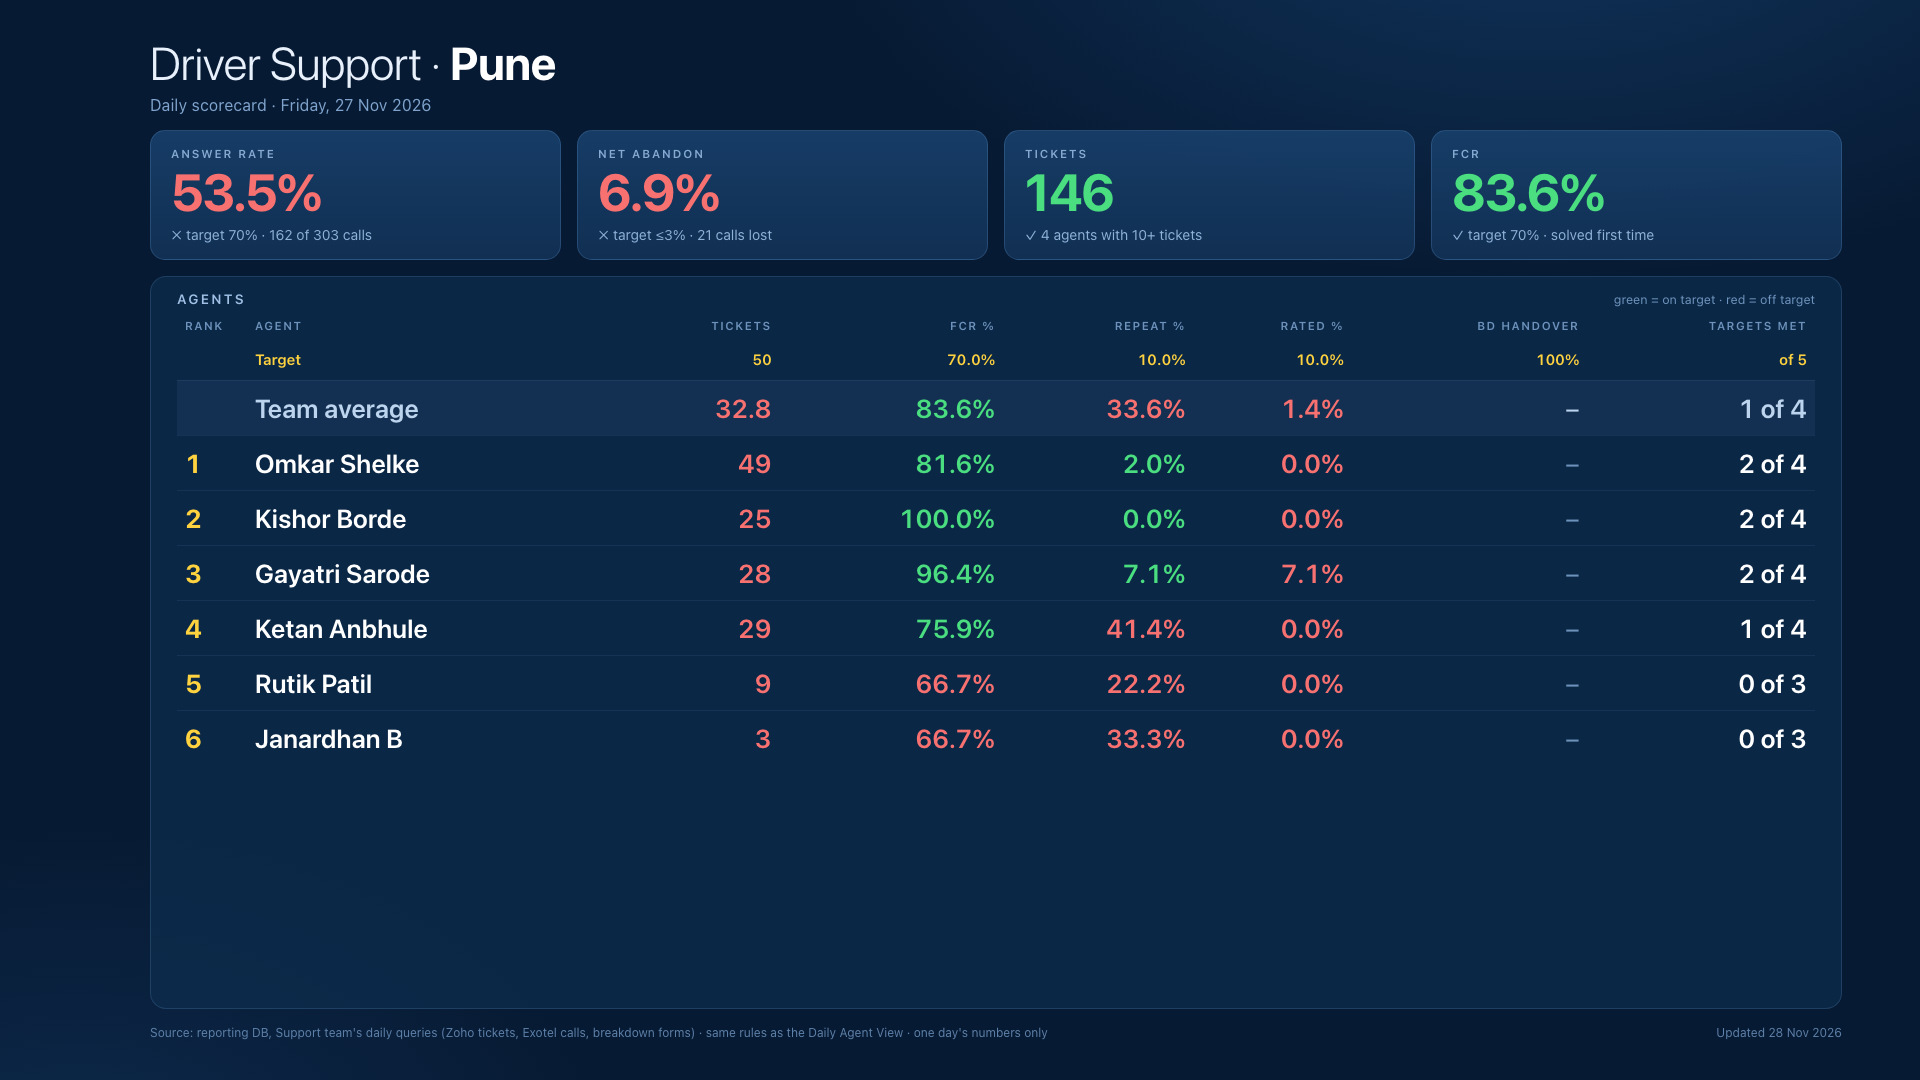 Driver Support · Pune
Daily scorecard · Friday, 27 Nov 2026
ANSWER RATE
53.5%
✕ target 70% · 162 of 303 calls
NET ABANDON
6.9%
✕ target ≤3% · 21 calls lost
TICKETS
146
✓ 4 agents with 10+ tickets
FCR
83.6%
✓ target 70% · solved first time
AGENTS
green = on target · red = off target
RANK AGENT TICKETS FCR % REPEAT % RATED % BD HANDOVER TARGETS MET
Target 50 70.0% 10.0% 10.0% 100% of 5
Team average 32.8 83.6% 33.6% 1.4% – 1 of 4
1 Omkar Shelke 49 81.6% 2.0% 0.0% – 2 of 4
2 Kishor Borde 25 100.0% 0.0% 0.0% – 2 of 4
3 Gayatri Sarode 28 96.4% 7.1% 7.1% – 2 of 4
4 Ketan Anbhule 29 75.9% 41.4% 0.0% – 1 of 4
5 Rutik Patil 9 66.7% 22.2% 0.0% – 0 of 3
6 Janardhan B 3 66.7% 33.3% 0.0% – 0 of 3
Source: reporting DB, Support team's daily queries (Zoho tickets, Exotel calls, breakdown forms) · same rules as the Daily Agent View · one day's numbers only
Updated 28 Nov 2026